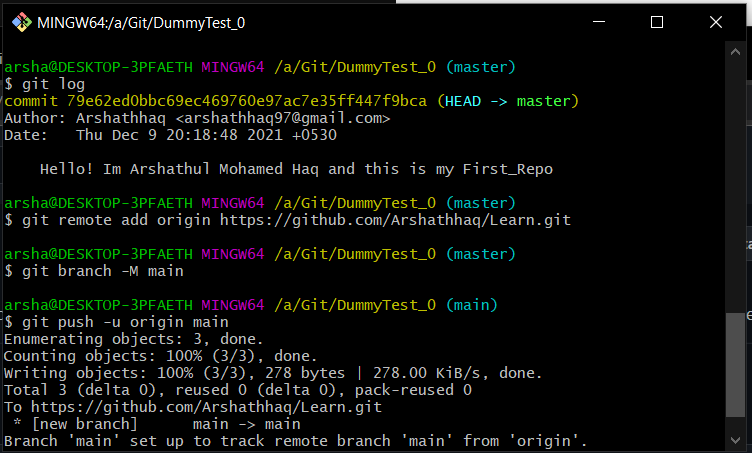 MINGW64:/a/Git/DummyTest_0
arsha@DESKTOP-3PFAETH MINGW64 /a/Git/DummyTest_0 (master)
$ git log
commit 79e62ed0bbc69ec469760e97ac7e35ff447f9bca (HEAD -> master)
Author: Arshathhaq <arshathhaq97@gmail.com>
Date:   Thu Dec 9 20:18:48 2021 +0530
    Hello! Im Arshathul Mohamed Haq and this is my First_Repo
arsha@DESKTOP-3PFAETH MINGW64 /a/Git/DummyTest_0 (master)
$ git remote add origin https://github.com/Arshathhaq/Learn.git
arsha@DESKTOP-3PFAETH MINGW64 /a/Git/DummyTest_0 (master)
$ git branch -M main
arsha@DESKTOP-3PFAETH MINGW64 /a/Git/DummyTest_0 (main)
$ git push -u origin main
Enumerating objects: 3, done.
Counting objects: 100% (3/3), done.
Writing objects: 100% (3/3), 278 bytes | 278.00 KiB/s, done.
Total 3 (delta 0), reused 0 (delta 0), pack-reused 0
To https://github.com/Arshathhaq/Learn.git
 * [new branch]      main -> main
Branch 'main' set up to track remote branch 'main' from 'origin'.